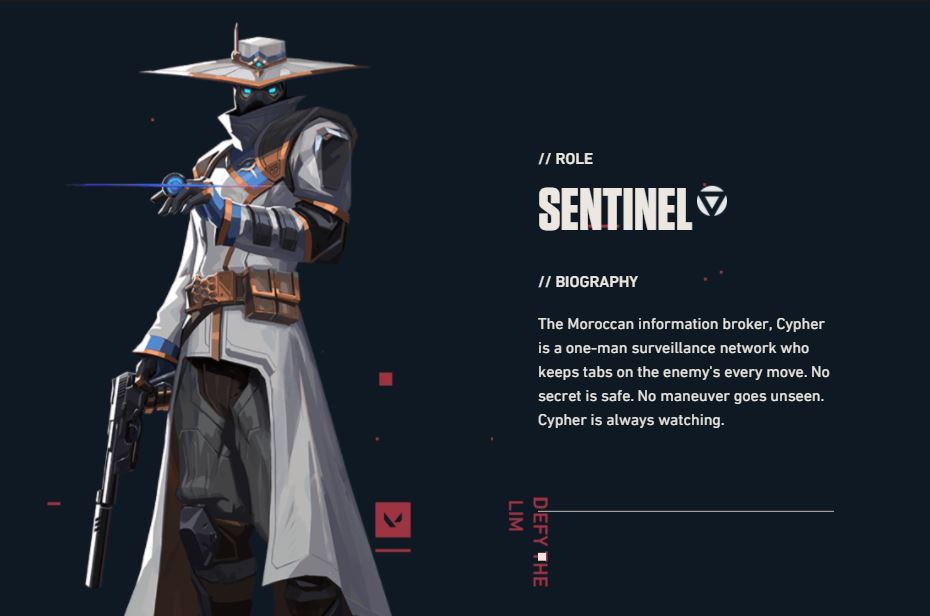 // ROLE
SENTINEL
// BIOGRAPHY
The Moroccan information broker, Cypher
is a one-man surveillance network who
keeps tabs on the enemy's every move. No
secret is safe. No maneuver goes unseen.
Cypher is always watching.
DEFY THE
LIM